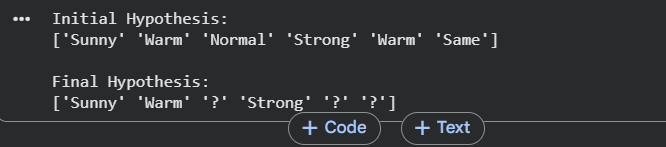 Initial Hypothesis:
['Sunny' 'Warm' 'Normal' 'Strong' 'Warm' 'Same']
Final Hypothesis:
['Sunny' 'Warm' '?' 'Strong' '?' '?']
+ Code
+ Text